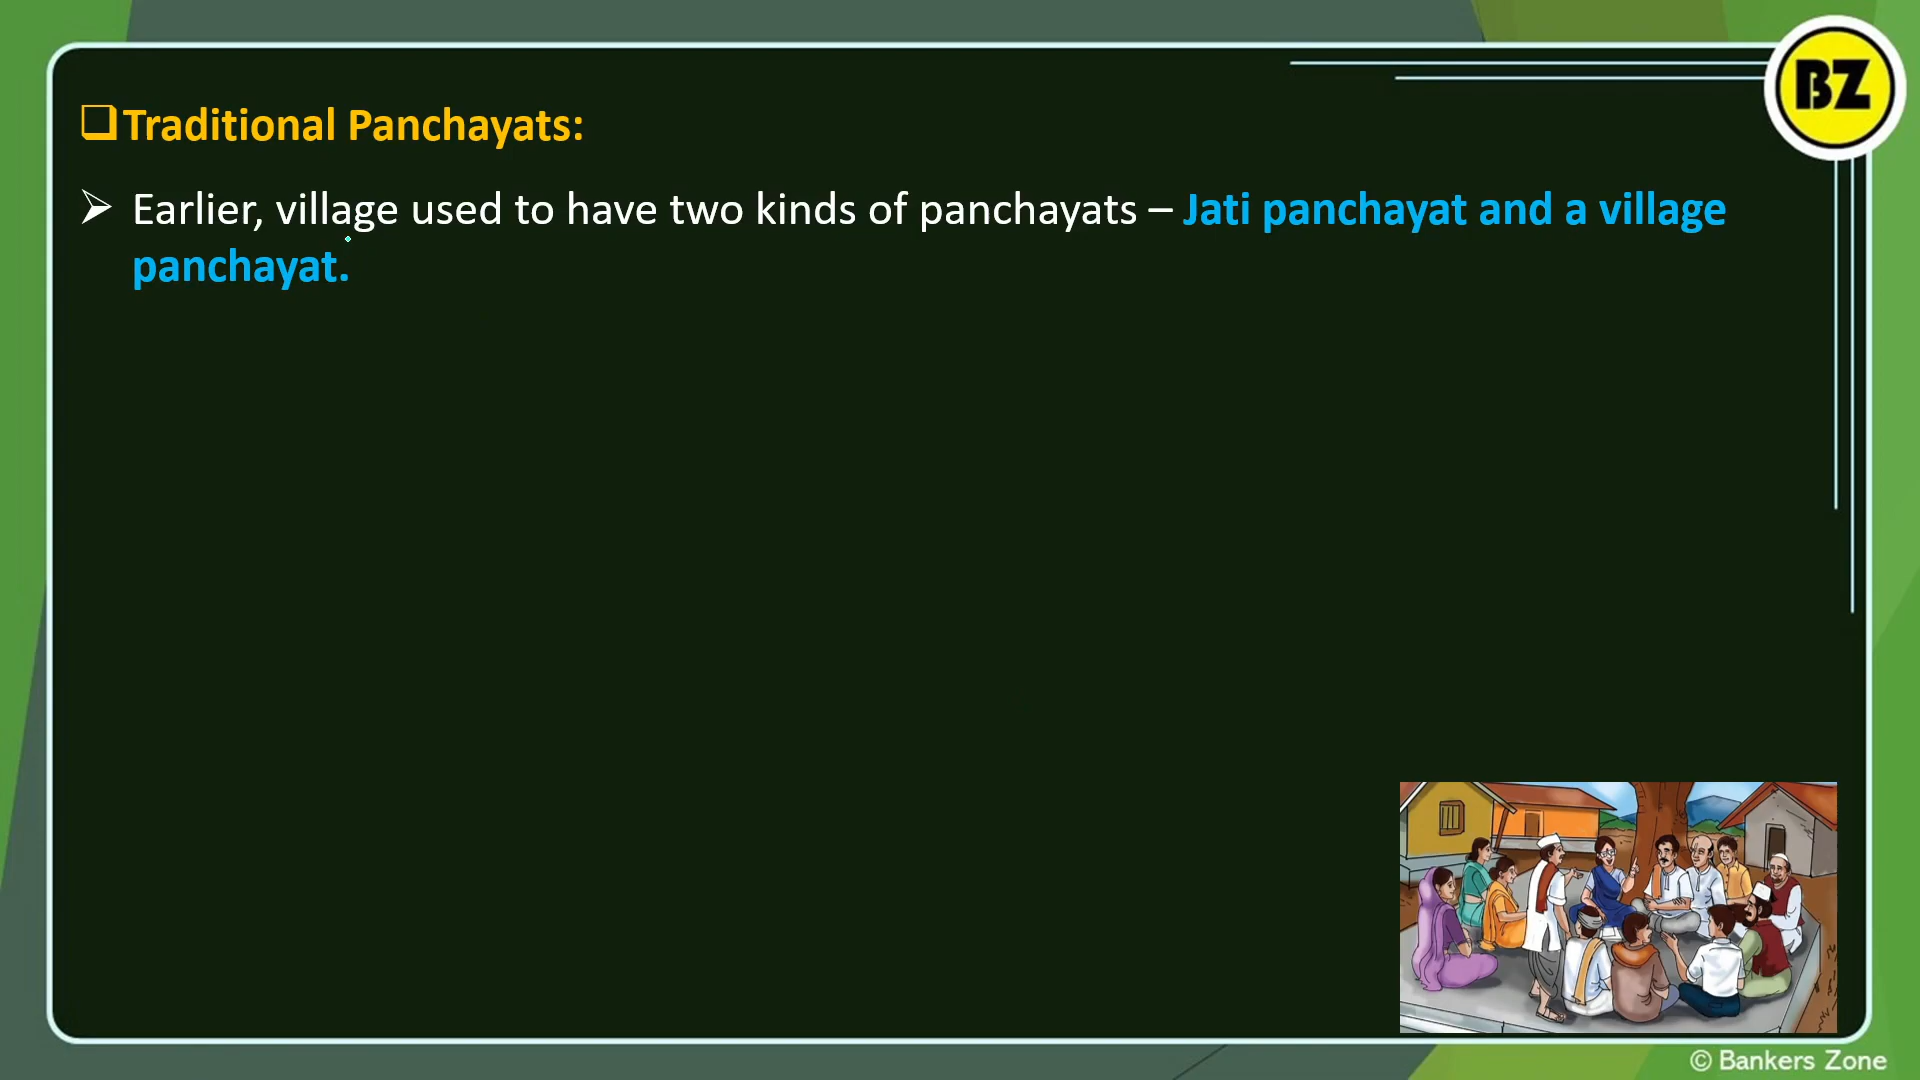 BZ
Traditional Panchayats:
Earlier, village used to have two kinds of panchayats – Jati panchayat and a village
panchayat.
© Bankers Zone